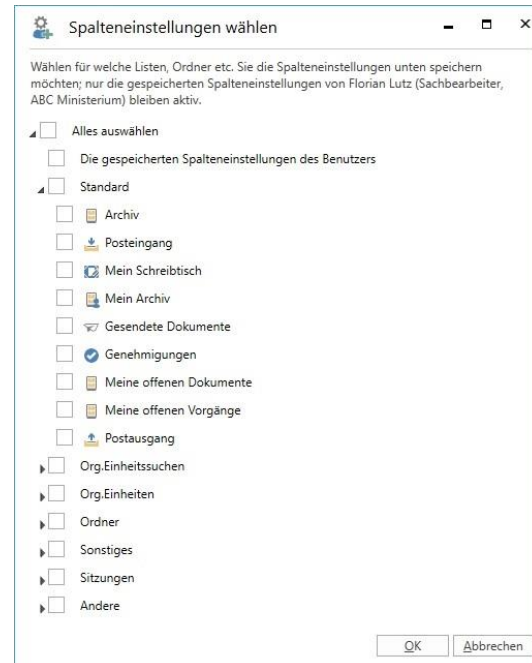 Spalteneinstellungen wählen
Wählen für welche Listen, Ordner etc. Sie die Spalteneinstellungen unten speichern
möchten; nur die gespeicherten Spalteneinstellungen von Florian Lutz (Sachbearbeiter,
ABC Ministerium) bleiben aktiv.
Alles auswählen
Die gespeicherten Spalteneinstellungen des Benutzers
Standard
Archiv
Posteingang
Mein Schreibtisch
Mein Archiv
Gesendete Dokumente
Genehmigungen
Meine offenen Dokumente
Meine offenen Vorgänge
Postausgang
Org.Einheitssuchen
Org.Einheiten
Ordner
Sonstiges
Sitzungen
Andere
OK Abbrechen